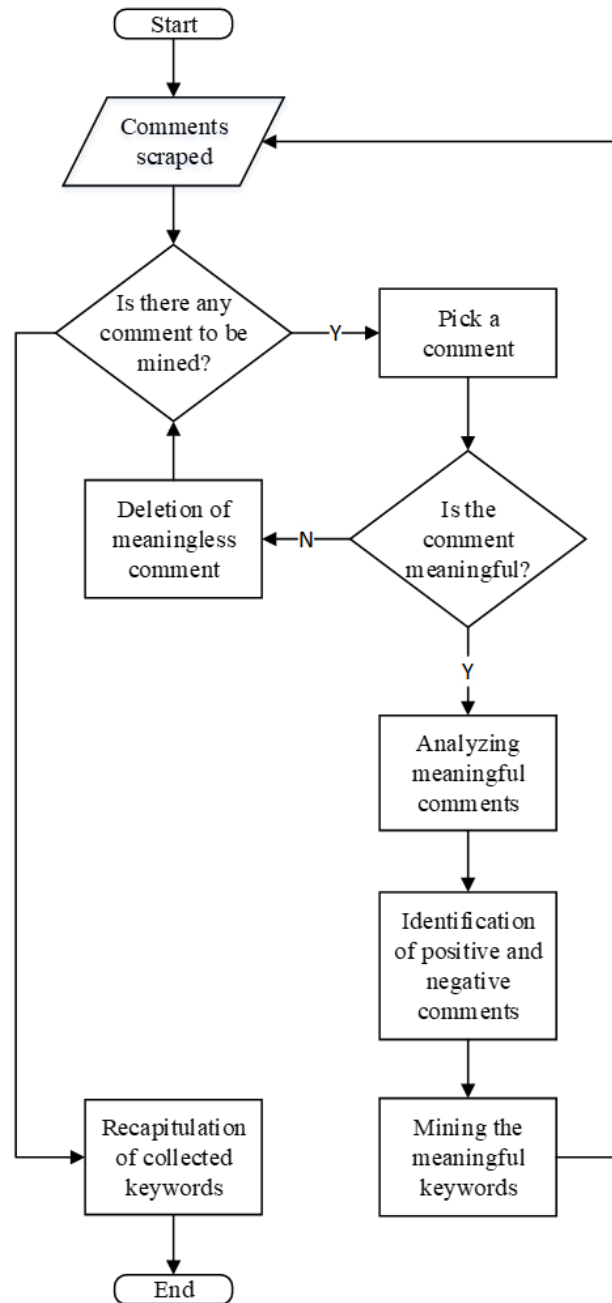 Start
Comments
scraped
Is there any
comment to be
mined?
Y
Pick a
comment
Deletion of
meaningless
comment
N
Is the
comment
meaningful?
Y
Analyzing
meaningful
comments
Identification
of positive and
negative
comments
Recapitulation
of collected
keywords
Mining the
meaningful
keywords
End